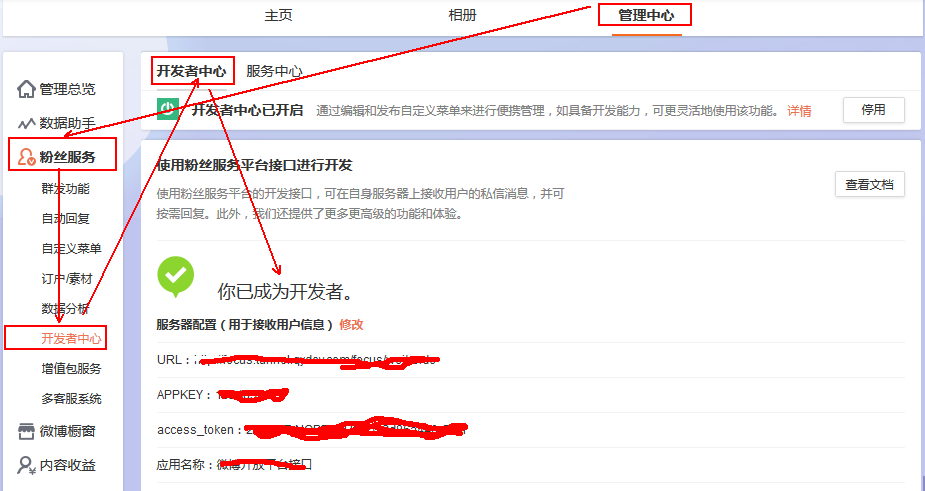 主页 相册 管理中心
管理总览
数据助手
粉丝服务
群发功能
自动回复
自定义菜单
订户/素材
数据分析
开发者中心
增值包服务
多客服系统
微博橱窗
内容收益
开发者中心 服务中心
开发者中心已开启 通过编辑和发布自定义菜单来进行便携管理，如具备开发能力，可更灵活地使用该功能。 详情 停用
使用粉丝服务平台接口进行开发
使用粉丝服务平台的开发接口，可在自身服务器上接收用户的私信消息，并可
按需回复。此外，我们还提供了更多更高级的功能和体验。
查看文档
你已成为开发者。
服务器配置（用于接收用户信息） 修改
URL：
APPKEY：
access_token：
应用名称：微博开放平台接口